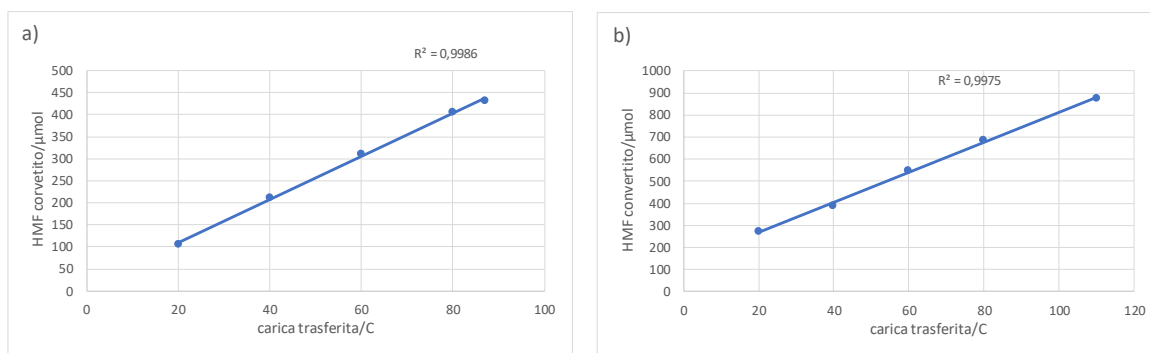 a)
R² = 0,9986
HMF corvetito/µmol
500
450
400
350
300
250
200
150
100
50
0
0 20 40 60 80 100
carica trasferita/C
b)
R² = 0,9975
HMF convertito/µmol
1000
900
800
700
600
500
400
300
200
100
0
0 20 40 60 80 100 120
carica trasferita/C